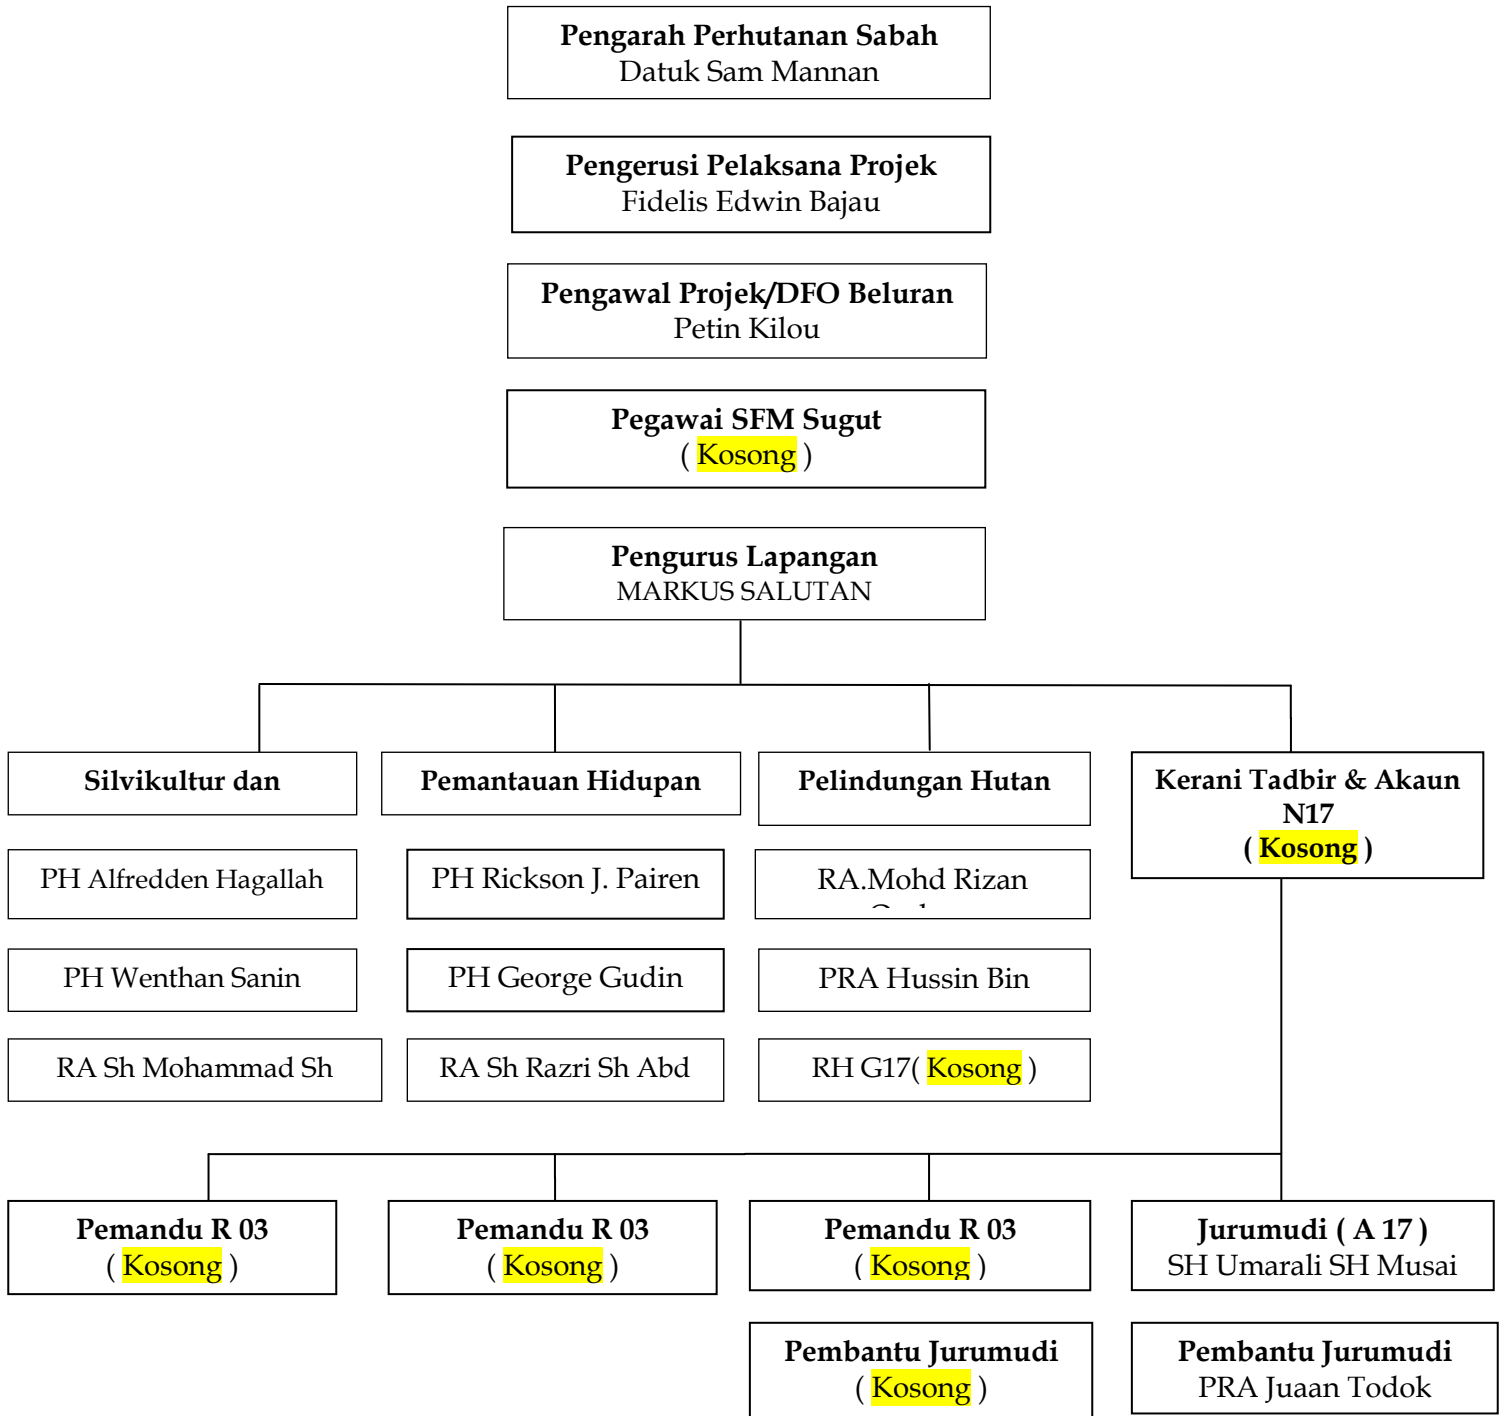 Pengarah Perhutanan Sabah
Datuk Sam Mannan
Pengerusi Pelaksana Projek
Fidelis Edwin Bajau
Pengawal Projek/DFO Beluran
Petin Kilou
Pegawai SFM Sugut
( Kosong )
Pengurus Lapangan
MARKUS SALUTAN
Silvikultur dan
Pemantauan Hidupan
Pelindungan Hutan
Kerani Tadbir & Akaun
N17
( Kosong )
PH Alfredden Hagallah
PH Rickson J. Pairen
RA.Mohd Rizan
PH Wenthan Sanin
PH George Gudin
PRA Hussin Bin
RA Sh Mohammad Sh
RA Sh Razri Sh Abd
RH G17( Kosong )
Pemandu R 03
( Kosong )
Pemandu R 03
( Kosong )
Pemandu R 03
( Kosong )
Jurumudi ( A 17 )
SH Umarali SH Musai
Pembantu Jurumudi
( Kosong )
Pembantu Jurumudi
PRA Juaan Todok